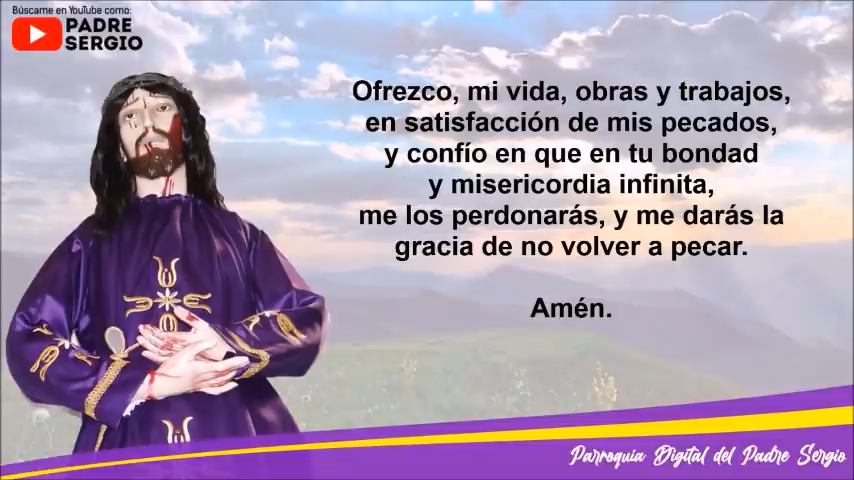 Búscame en YouTube como:
PADRE
SERGIO
Ofrezco, mi vida, obras y trabajos,
en satisfacción de mis pecados,
y confío en que en tu bondad
y misericordia infinita,
me los perdonarás, y me darás la
gracia de no volver a pecar.
Amén.
Parroquia Digital del Padre Sergio